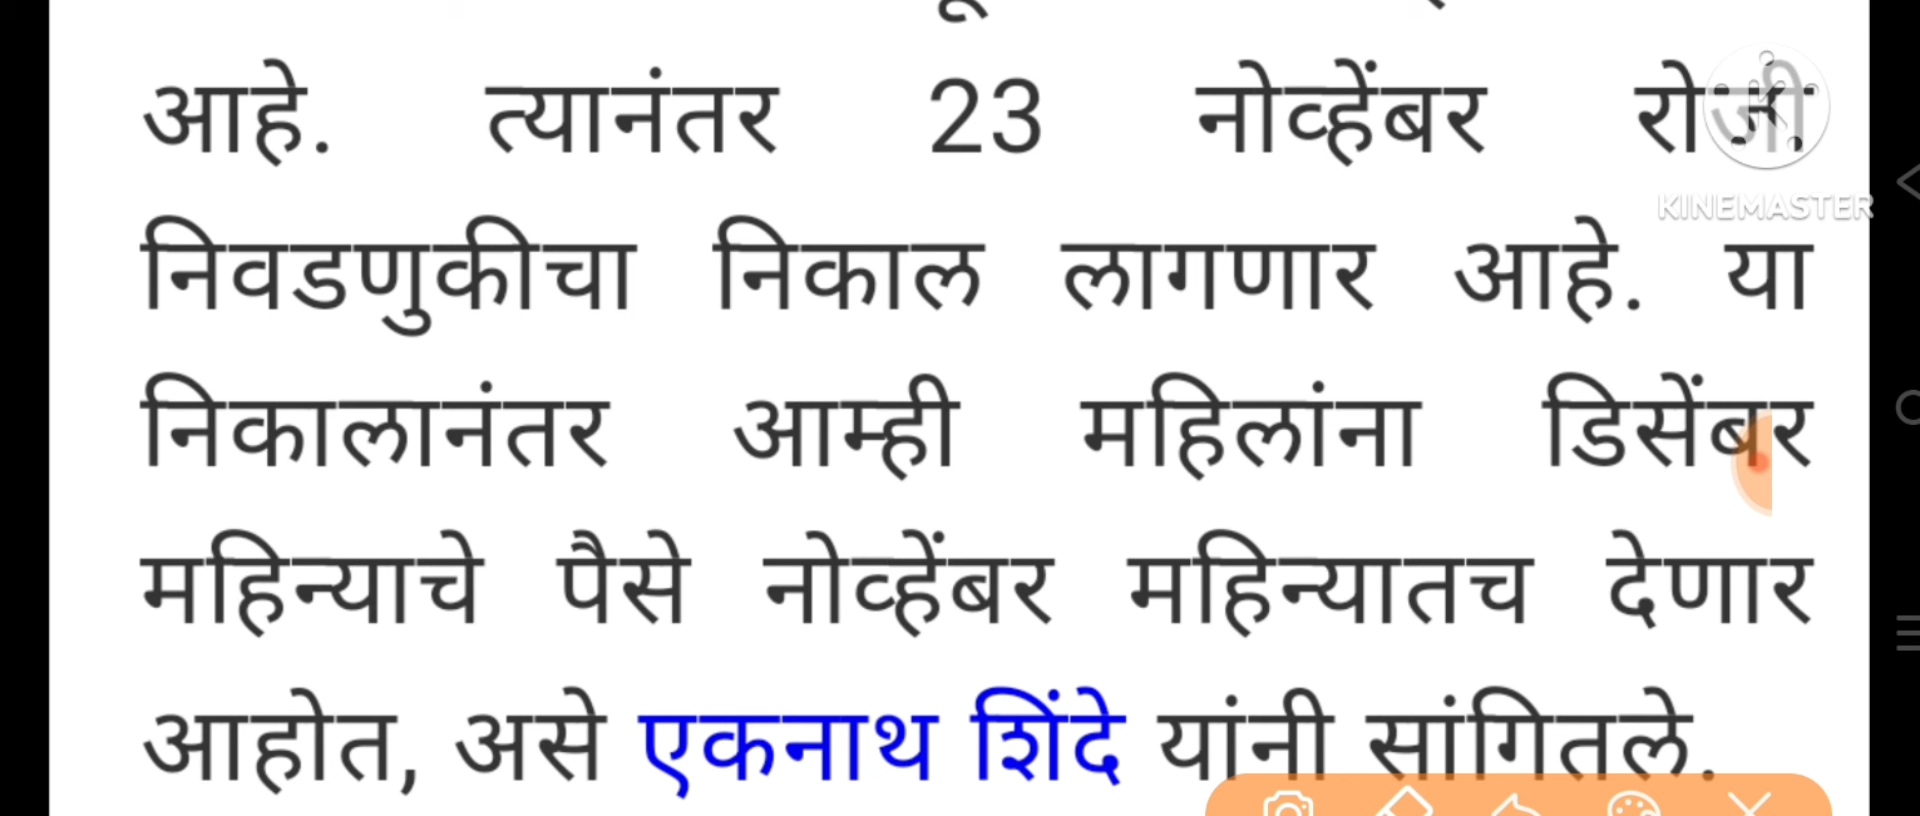 आहे. त्यानंतर 23 नोव्हेंबर रोजी
KINEMASTER
निवडणुकीचा निकाल लागणार आहे. या
निकालानंतर आम्ही महिलांना डिसेंबर
महिन्याचे पैसे नोव्हेंबर महिन्यातच देणार
आहोत, असे एकनाथ शिंदे यांनी सांगितले.